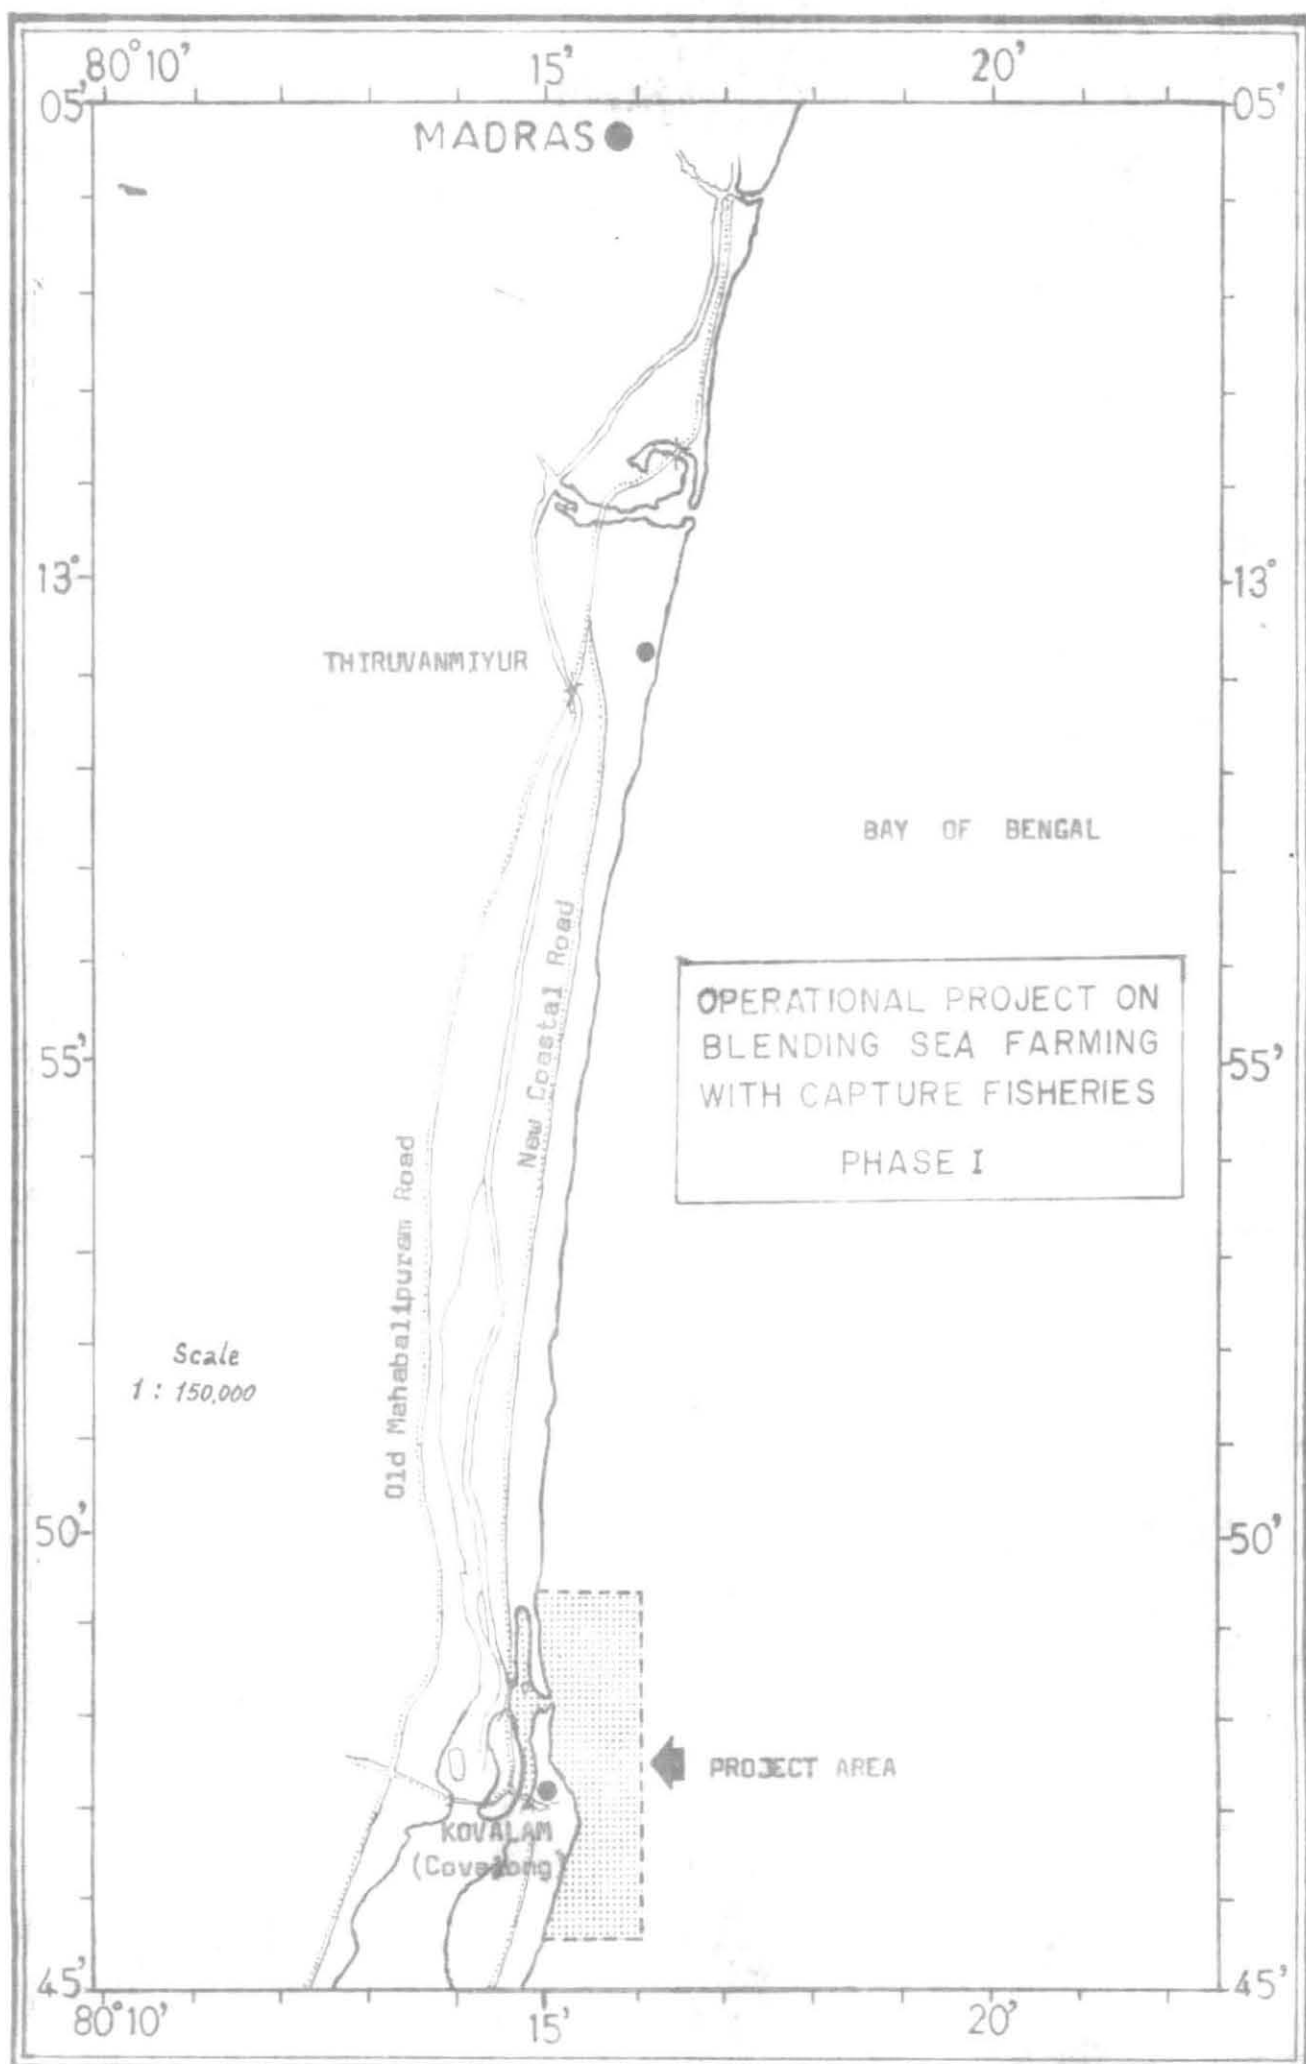 80°10' 15' 20'
05' 05'
MADRAS
13° 13°
THIRUVANMIYUR
BAY OF BENGAL
New Coastal Road
OPERATIONAL PROJECT ON
BLENDING SEA FARMING
WITH CAPTURE FISHERIES
PHASE I
55' 55'
Old Mahabalipuram Road
Scale
1 : 150,000
50' 50'
PROJECT AREA
KOVALAM
(Covelong)
45' 45'
80°10' 15' 20'